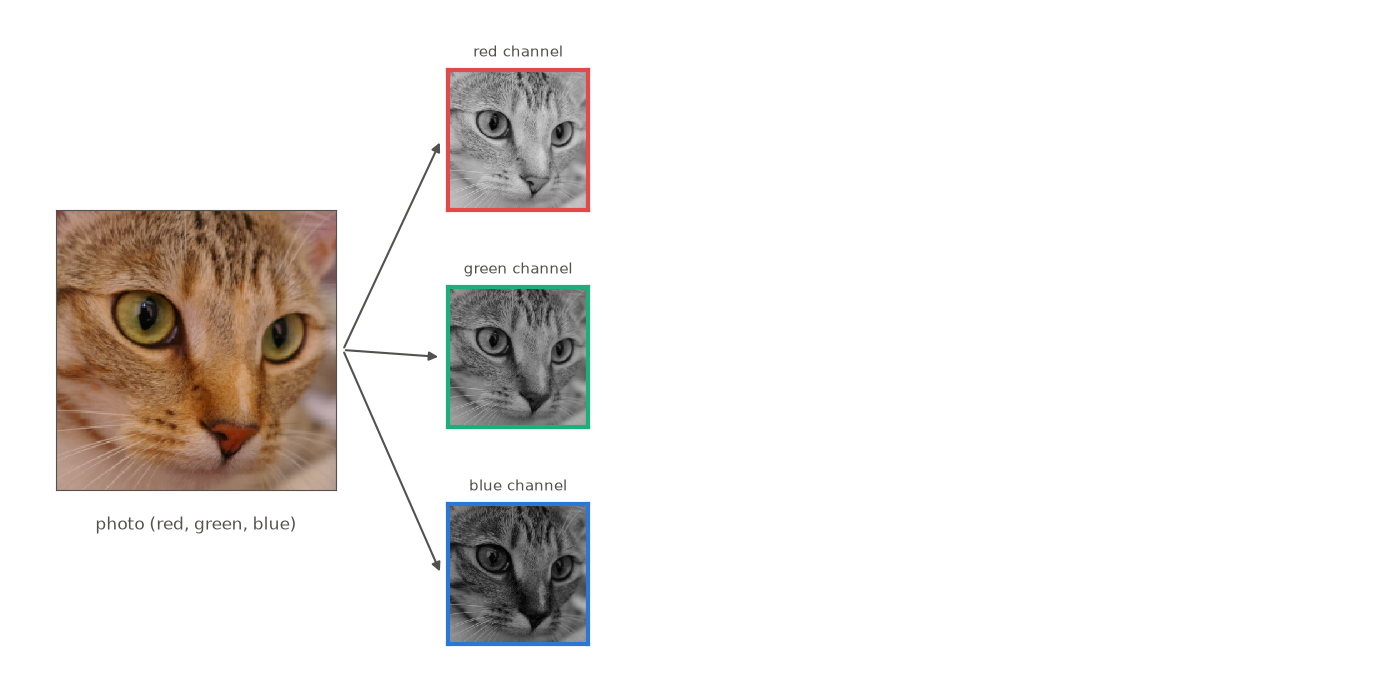 red channel
green channel
blue channel
photo (red, green, blue)